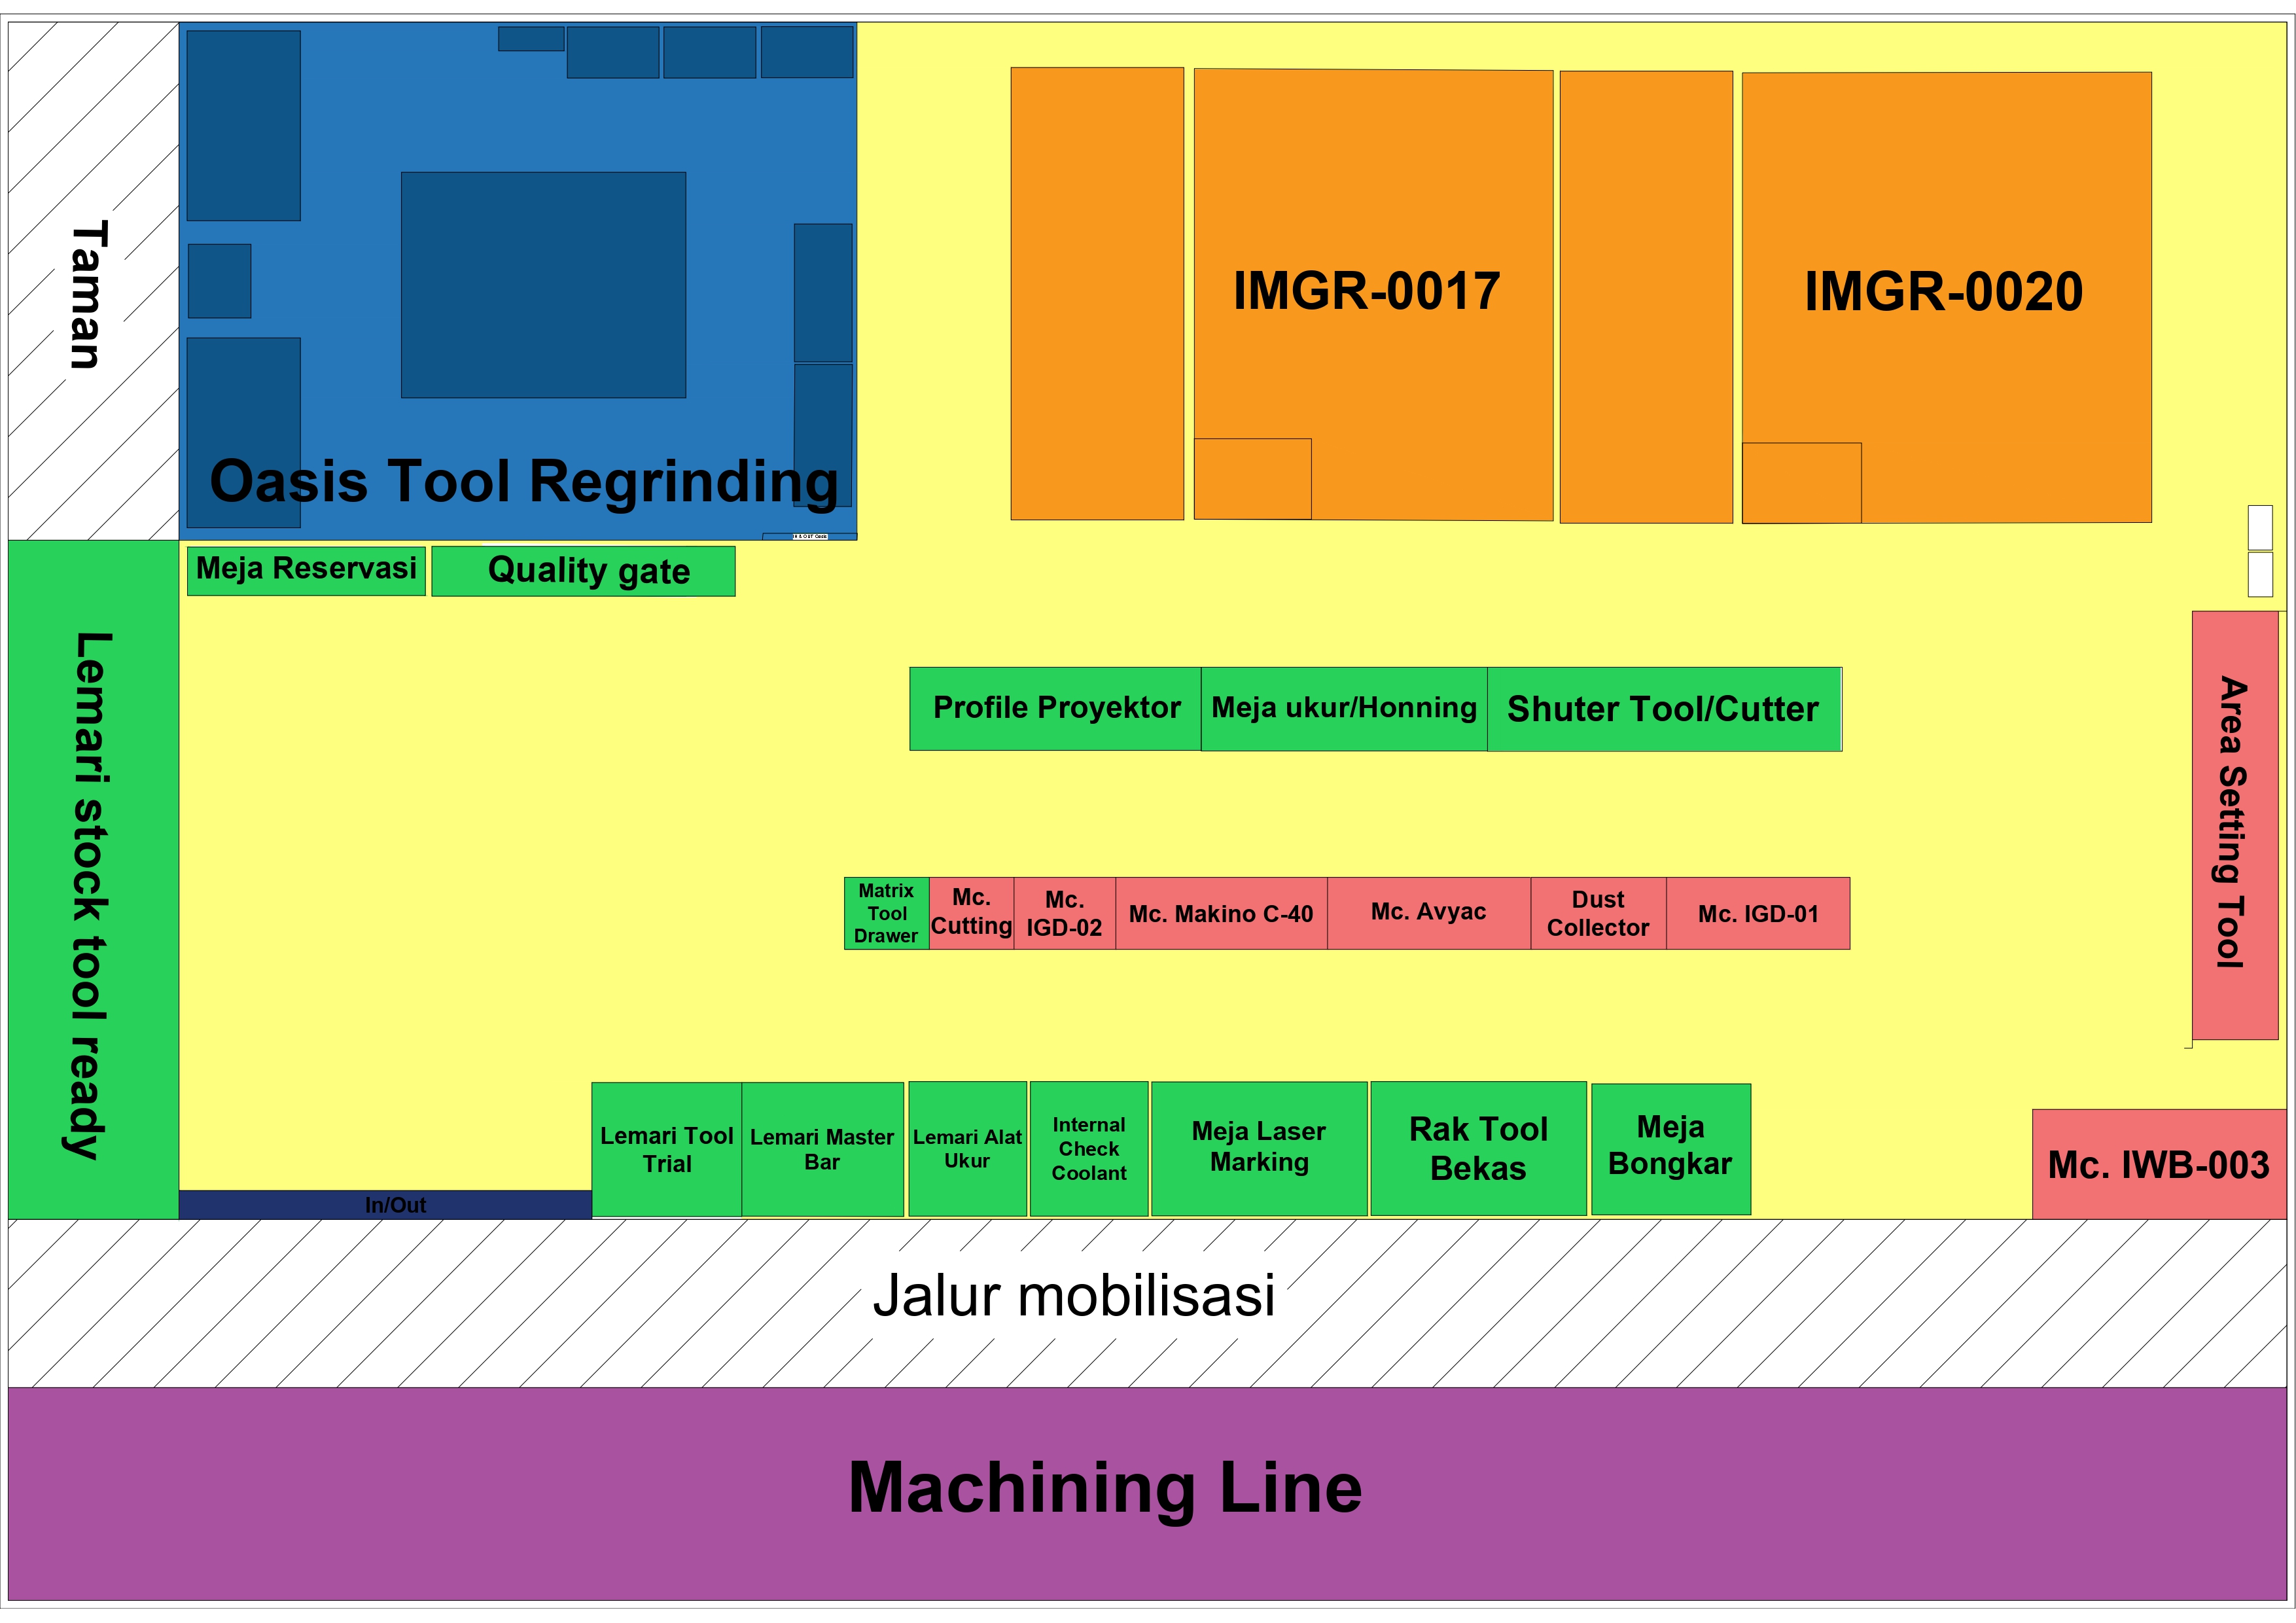 Taman
Oasis Tool Regrinding
IMGR-0017
IMGR-0020
Meja Reservasi
Quality gate
Lemari stock tool ready
Profile Proyektor
Meja ukur/Honning
Shuter Tool/Cutter
Area Setting Tool
Matrix
Tool
Drawer
Mc.
Cutting
Mc.
IGD-02
Mc. Makino C-40
Mc. Avyac
Dust
Collector
Mc. IGD-01
In/Out
Lemari Tool
Trial
Lemari Master
Bar
Lemari Alat
Ukur
Internal
Check
Coolant
Meja Laser
Marking
Rak Tool
Bekas
Meja
Bongkar
Mc. IWB-003
Jalur mobilisasi
Machining Line